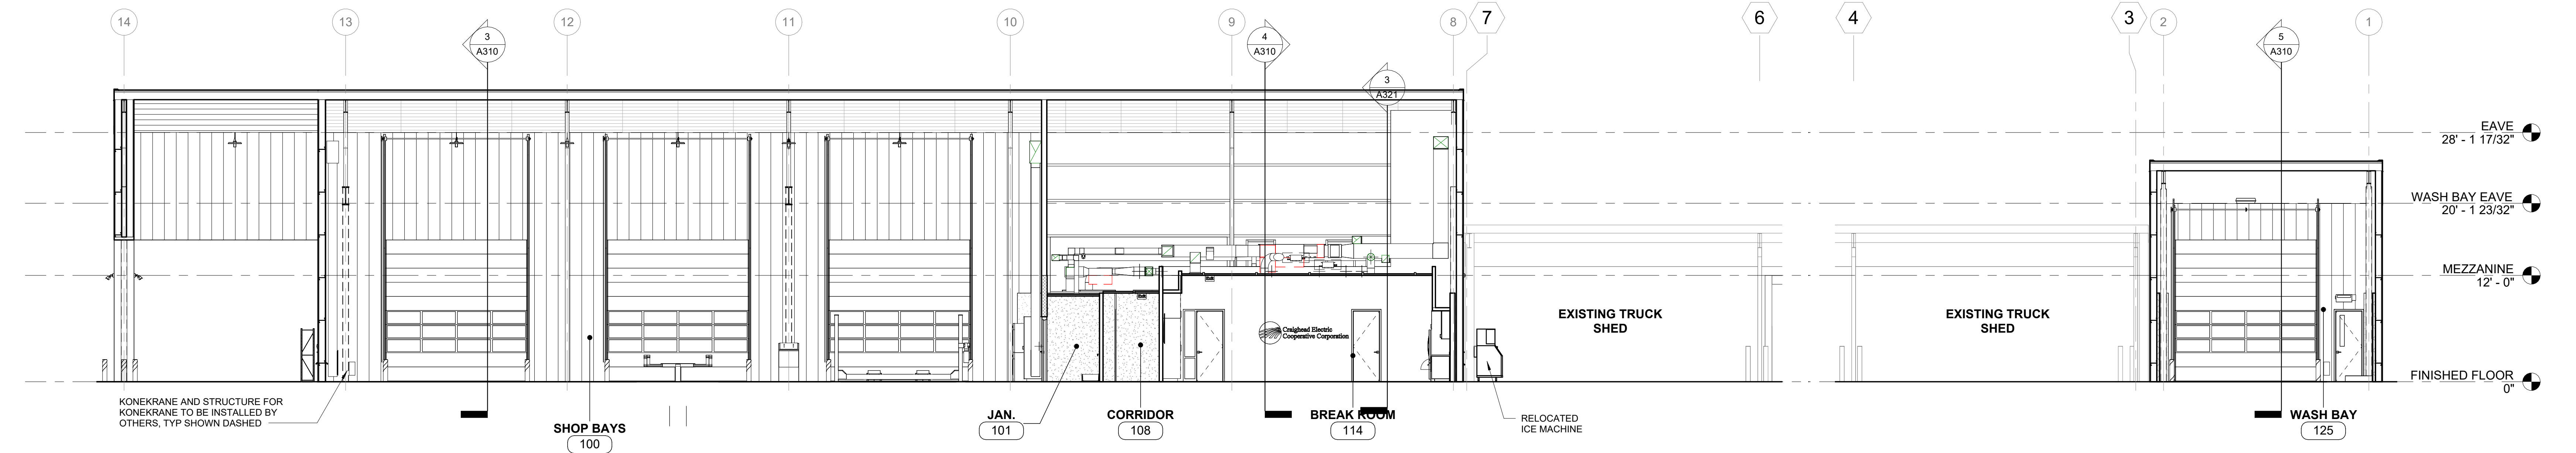 14
13
12
11
10
9
8
7
6
4
3
2
1
3
A310
4
A310
3
A321
5
A310
EAVE
28' - 1 17/32"
WASH BAY EAVE
20' - 1 23/32"
MEZZANINE
12' - 0"
FINISHED FLOOR
0"
EXISTING TRUCK
SHED
EXISTING TRUCK
SHED
Craighead Electric
Cooperative Corporation
KONEKRANE AND STRUCTURE FOR
KONEKRANE TO BE INSTALLED BY
OTHERS, TYP SHOWN DASHED
SHOP BAYS
100
JAN.
101
CORRIDOR
108
BREAK ROOM
114
RELOCATED
ICE MACHINE
WASH BAY
125